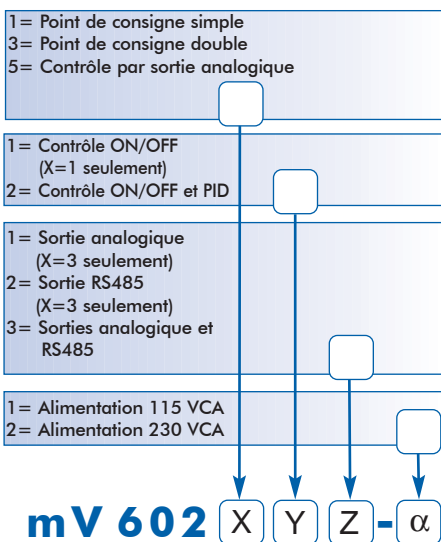 1= Point de consigne simple
3= Point de consigne double
5= Contrôle par sortie analogique
1= Contrôle ON/OFF
(X=1 seulement)
2= Contrôle ON/OFF et PID
1= Sortie analogique
(X=3 seulement)
2= Sortie RS485
(X=3 seulement)
3= Sorties analogique et
RS485
1= Alimentation 115 VCA
2= Alimentation 230 VCA
mV 602 X Y Z - α